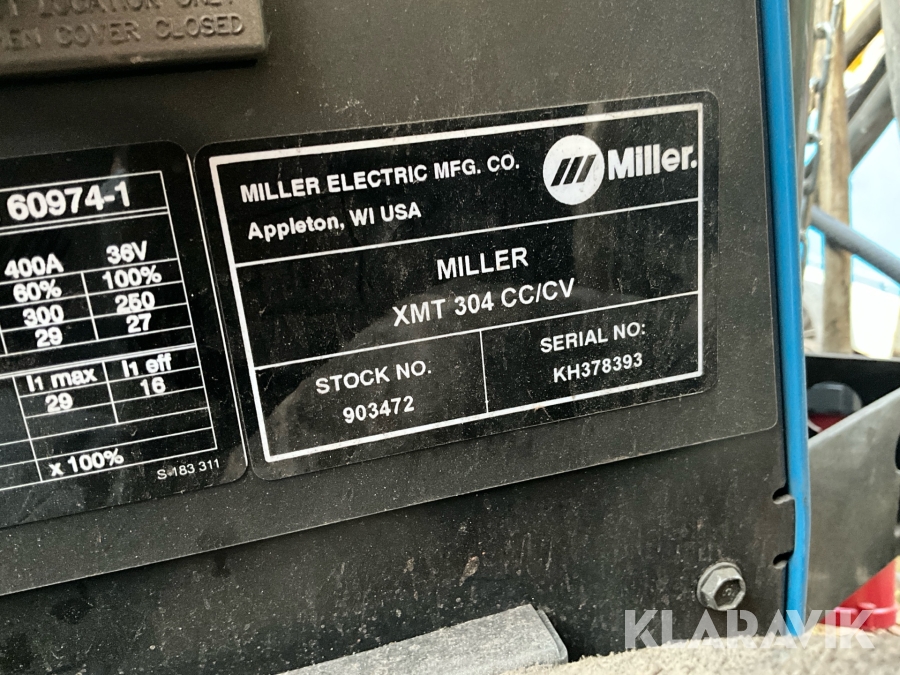 LOCATION ONLY
COVER CLOSED
60974-1
400A 36V
60% 100%
300 250
29 27
I1 max I1 eff
29 16
x 100%
S-183 311
MILLER ELECTRIC MFG. CO.
Appleton, WI USA
Miller.
MILLER
XMT 304 CC/CV
STOCK NO.
903472
SERIAL NO:
KH378393
KLARAVIK